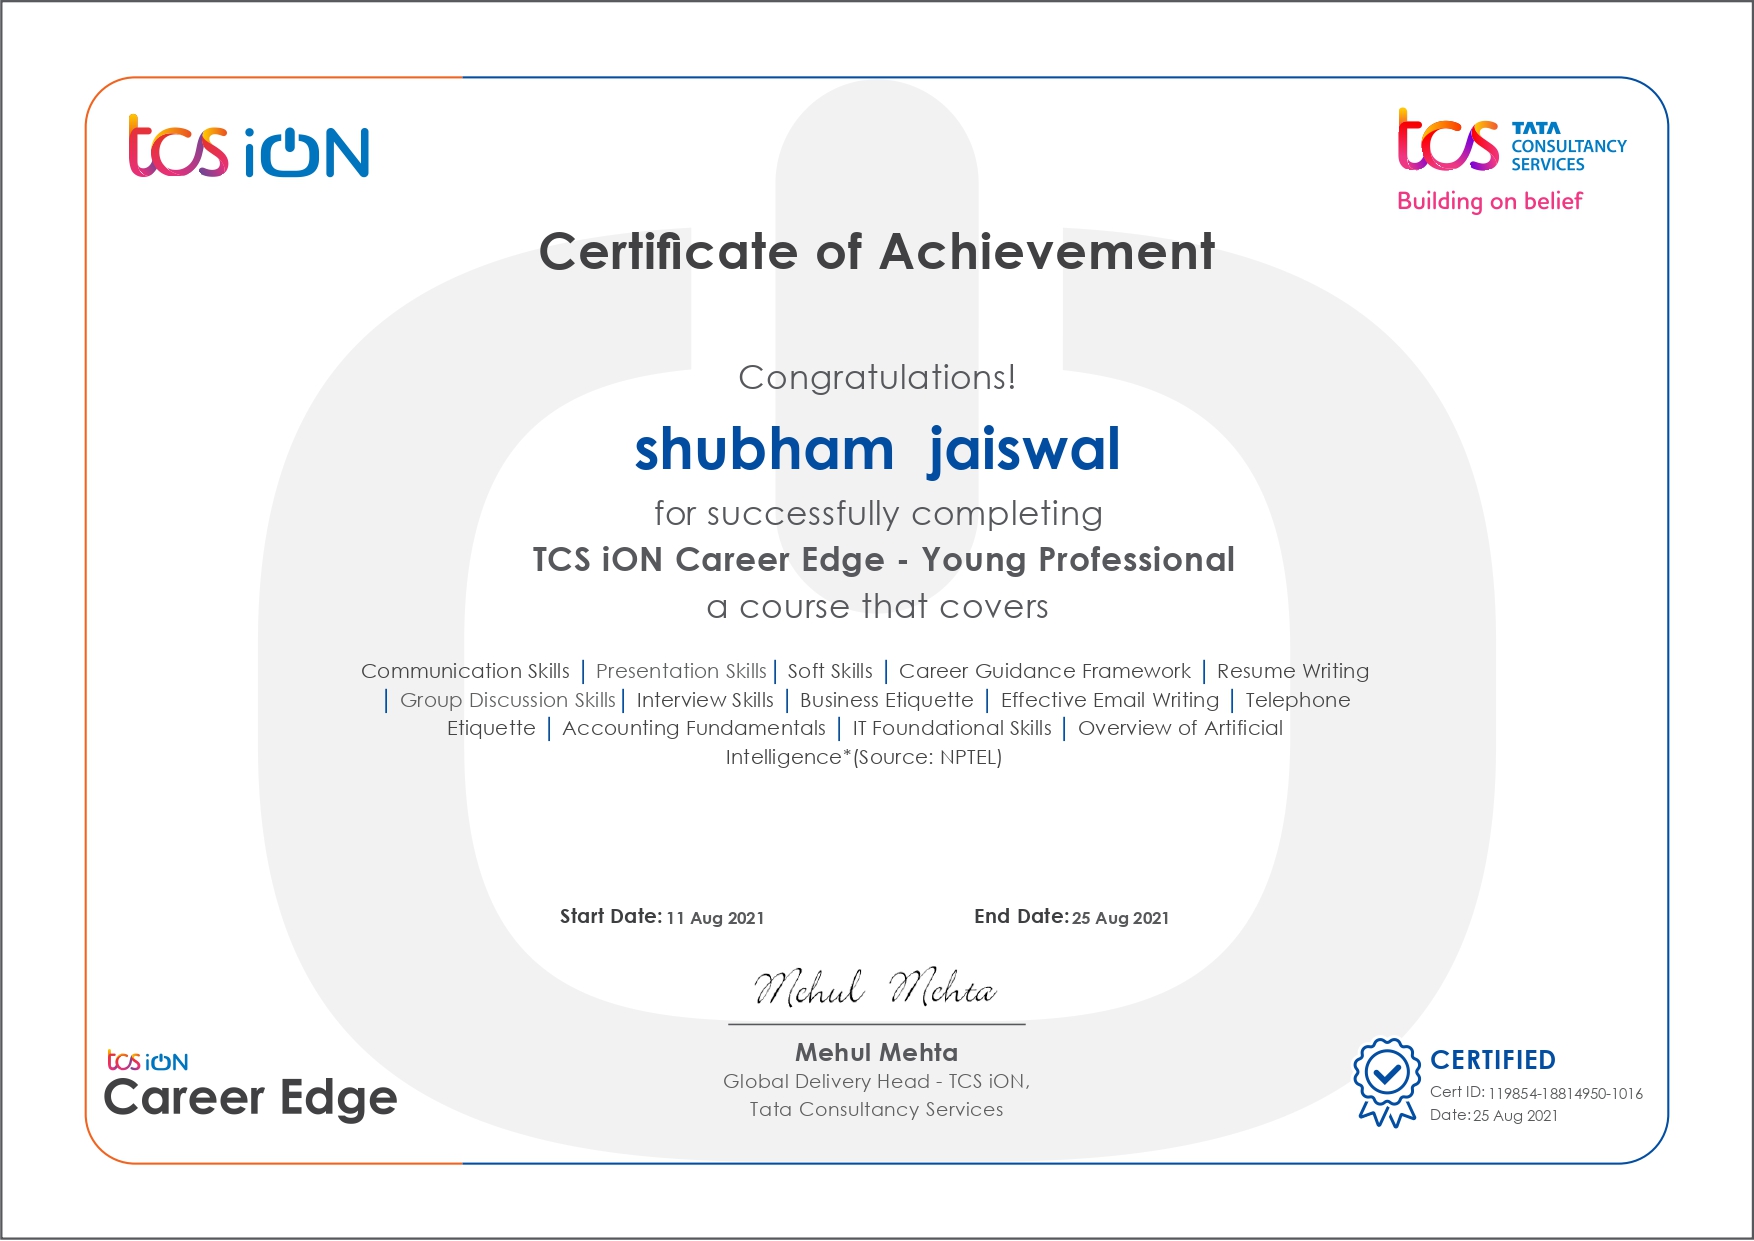 tcs iON
tcs TATA
CONSULTANCY
SERVICES
Building on belief
Certificate of Achievement
Congratulations!
shubham jaiswal
for successfully completing
TCS iON Career Edge - Young Professional
a course that covers
Communication Skills | Presentation Skills | Soft Skills | Career Guidance Framework | Resume Writing
| Group Discussion Skills | Interview Skills | Business Etiquette | Effective Email Writing | Telephone
Etiquette | Accounting Fundamentals | IT Foundational Skills | Overview of Artificial
Intelligence*(Source: NPTEL)
Start Date: 11 Aug 2021 End Date: 25 Aug 2021
Mehul Mehta
Mehul Mehta
Global Delivery Head - TCS iON,
Tata Consultancy Services
tcs iON
Career Edge
CERTIFIED
Cert ID: 119854-18814950-1016
Date: 25 Aug 2021